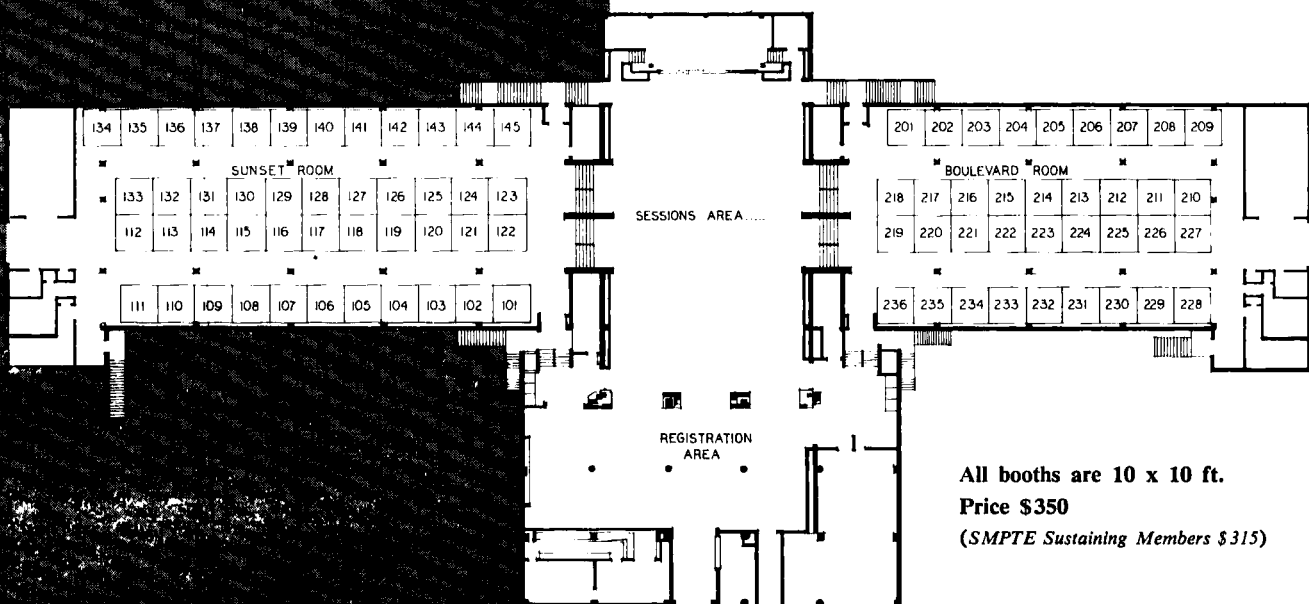 134 135 136 137 138 139 140 141 142 143 144 145
SUNSET ROOM
133 132 131 130 129 128 127 126 125 124 123
112 113 114 115 116 117 118 119 120 121 122
111 110 109 108 107 106 105 104 103 102 101
SESSIONS AREA.....
201 202 203 204 205 206 207 208 209
BOULEVARD ROOM
218 217 216 215 214 213 212 211 210
219 220 221 222 223 224 225 226 227
236 235 234 233 232 231 230 229 228
REGISTRATION
AREA
All booths are 10 x 10 ft.
Price $350
(SMPTE Sustaining Members $315)